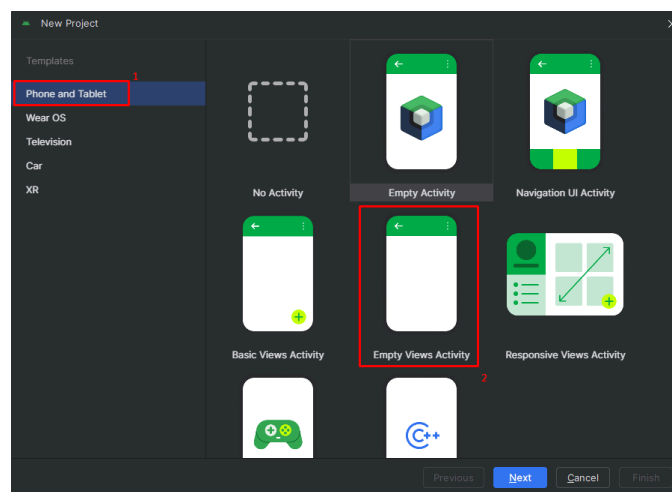 New Project
Templates
1
Phone and Tablet
Wear OS
Television
Car
XR
No Activity
Empty Activity
Navigation UI Activity
Basic Views Activity
Empty Views Activity
Responsive Views Activity
2
C++
Previous
Next
Cancel
Finish